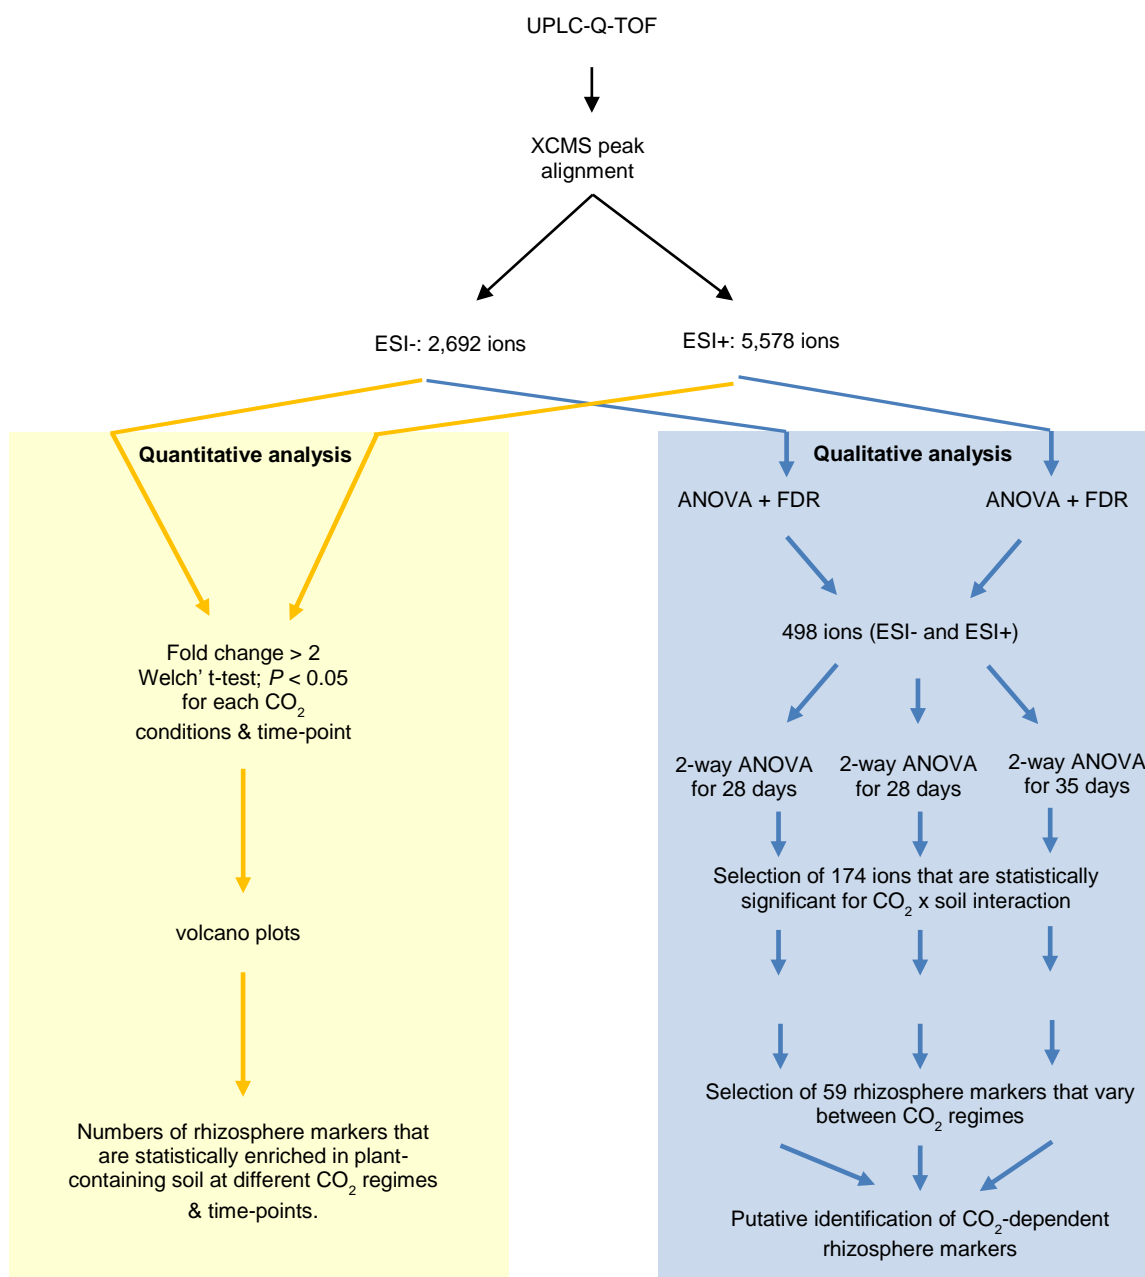 UPLC-Q-TOF
XCMS peak
alignment
ESI-: 2,692 ions
ESI+: 5,578 ions
Quantitative analysis
Fold change > 2
Welch’ t-test; P < 0.05
for each CO2
conditions & time-point
volcano plots
Numbers of rhizosphere markers that
are statistically enriched in plant-
containing soil at different CO2 regimes
& time-points.
Qualitative analysis
ANOVA + FDR
ANOVA + FDR
498 ions (ESI- and ESI+)
2-way ANOVA
for 28 days
2-way ANOVA
for 28 days
2-way ANOVA
for 35 days
Selection of 174 ions that are statistically
significant for CO2 x soil interaction
Selection of 59 rhizosphere markers that vary
between CO2 regimes
Putative identification of CO2-dependent
rhizosphere markers